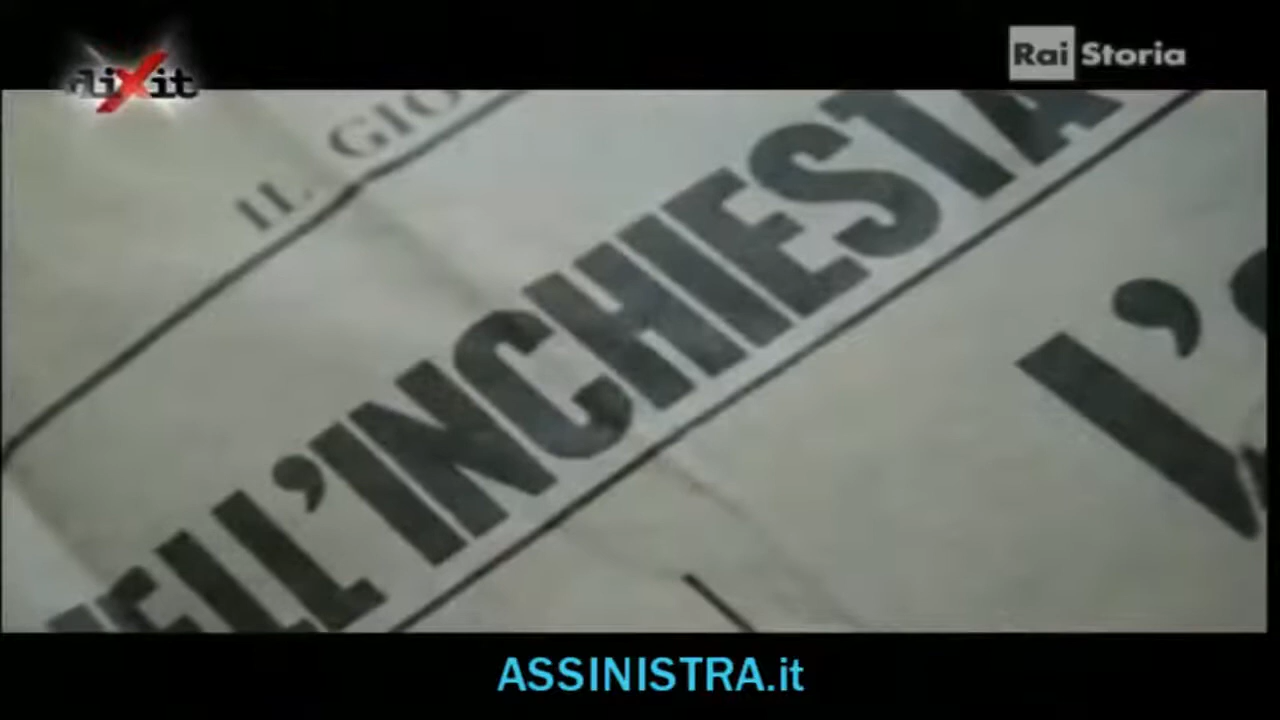 dixit
Rai Storia
IL GIO
ELL'INCHIESTA
L'
ASSINISTRA.it